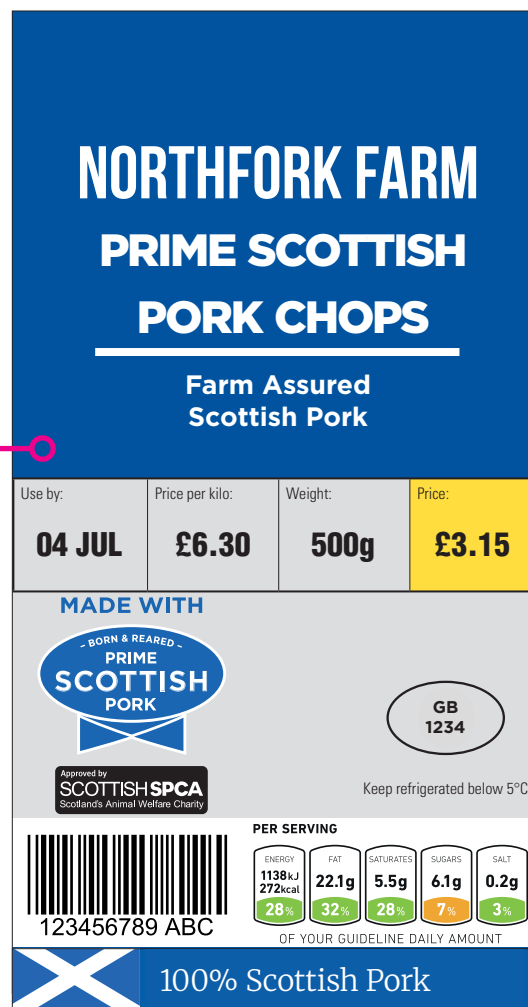 NORTHFORK FARM
PRIME SCOTTISH
PORK CHOPS
Farm Assured
Scottish Pork
Use by: Price per kilo: Weight: Price:
04 JUL £6.30 500g £3.15
MADE WITH
- BORN & REARED -
PRIME
SCOTTISH
PORK
GB
1234
Approved by
SCOTTISHSPCA
Scotland's Animal Welfare Charity
Keep refrigerated below 5°C
PER SERVING
ENERGY FAT SATURATES SUGARS SALT
1138kJ
272kcal 22.1g 5.5g 6.1g 0.2g
28% 32% 28% 7% 3%
OF YOUR GUIDELINE DAILY AMOUNT
123456789 ABC
100% Scottish Pork